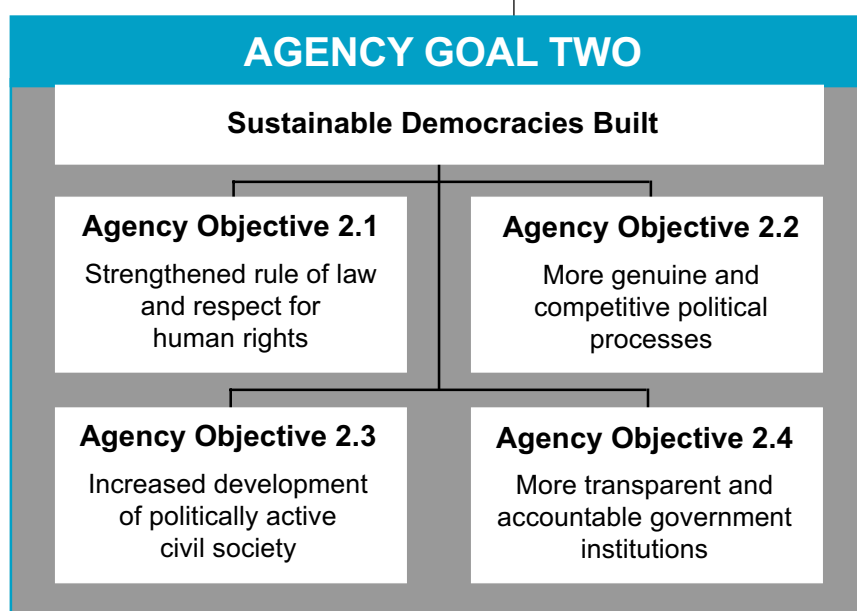 AGENCY GOAL TWO
Sustainable Democracies Built
Agency Objective 2.1
Strengthened rule of law
and respect for
human rights
Agency Objective 2.2
More genuine and
competitive political
processes
Agency Objective 2.3
Increased development
of politically active
civil society
Agency Objective 2.4
More transparent and
accountable government
institutions